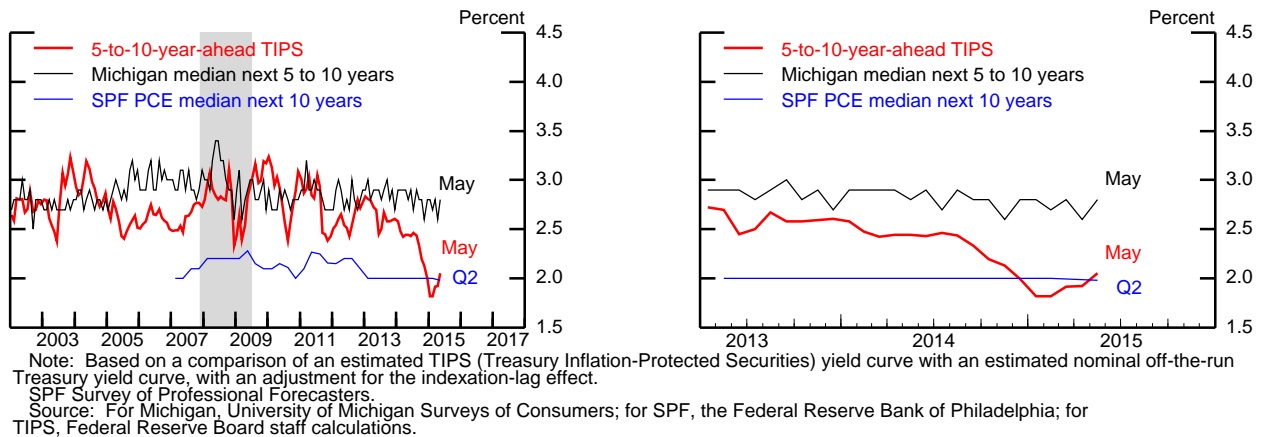 Percent
4.5
4.0
3.5
3.0
2.5
2.0
1.5
5-to-10-year-ahead TIPS
Michigan median next 5 to 10 years
SPF PCE median next 10 years
May
May
Q2
2003 2005 2007 2009 2011 2013 2015 2017
Percent
4.5
4.0
3.5
3.0
2.5
2.0
1.5
5-to-10-year-ahead TIPS
Michigan median next 5 to 10 years
SPF PCE median next 10 years
May
May
Q2
2013 2014 2015
Note: Based on a comparison of an estimated TIPS (Treasury Inflation-Protected Securities) yield curve with an estimated nominal off-the-run
Treasury yield curve, with an adjustment for the indexation-lag effect.
SPF Survey of Professional Forecasters.
Source: For Michigan, University of Michigan Surveys of Consumers; for SPF, the Federal Reserve Bank of Philadelphia; for
TIPS, Federal Reserve Board staff calculations.